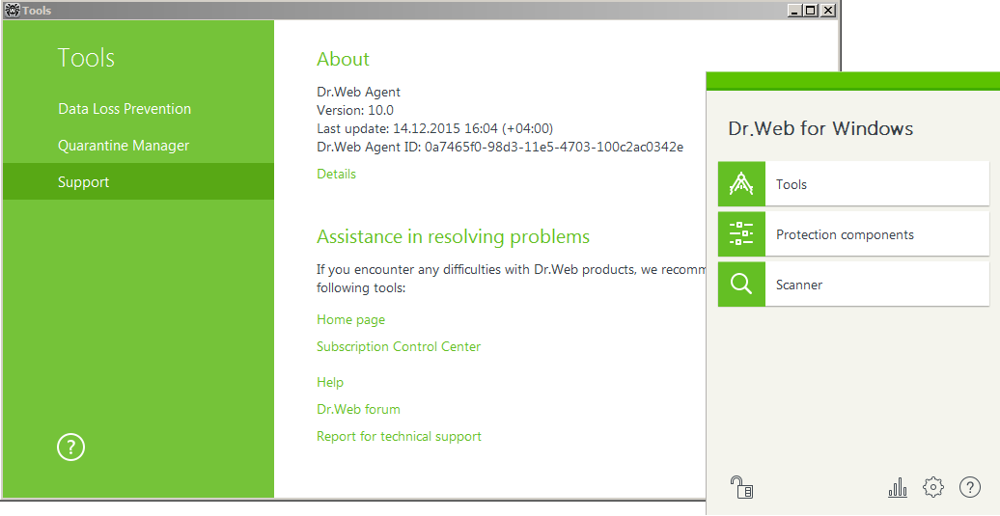 Tools
Tools
Data Loss Prevention
Quarantine Manager
Support
About
Dr.Web Agent
Version: 10.0
Last update: 14.12.2015 16:04 (+04:00)
Dr.Web Agent ID: 0a7465f0-98d3-11e5-4703-100c2ac0342e
Details
Assistance in resolving problems
If you encounter any difficulties with Dr.Web products, we
following tools:
Home page
Subscription Control Center
Help
Dr.Web forum
Report for technical support
?
Dr.Web for Windows
Tools
Protection components
Scanner
?